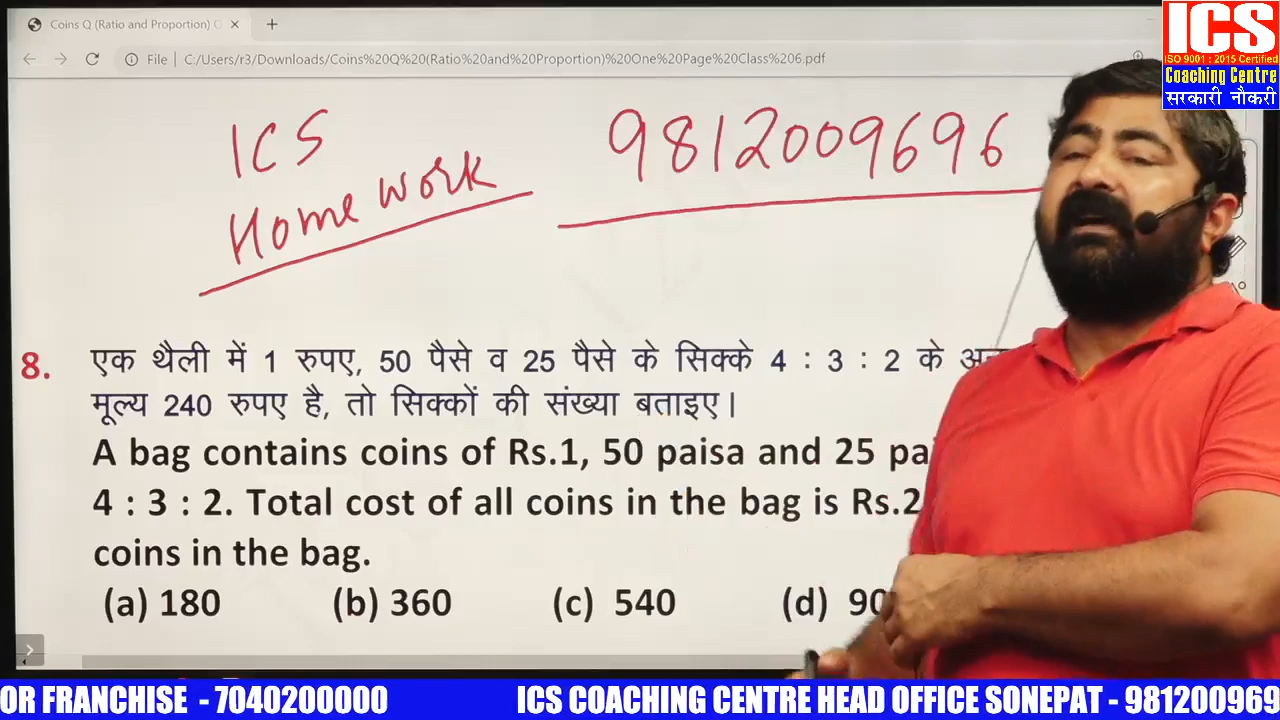 Coins Q (Ratio and Proportion) O
File
C:/Users/r3/Downloads/Coins%20Q%20(Ratio%20and%20Proportion)%20One%20Page%20Class%206.pdf
ICS
ISO 9001 : 2015 Certified
Coaching Centre
सरकारी नौकरी
ICS
Home work
9812009696
8. एक थैली में 1 रुपए, 50 पैसे व 25 पैसे के सिक्के 4 : 3 : 2 के
मूल्य 240 रुपए है, तो सिक्कों की संख्या बताइए।
A bag contains coins of Rs.1, 50 paisa and 25
4 : 3 : 2. Total cost of all coins in the bag is Rs.2
coins in the bag.
(a) 180 (b) 360 (c) 540 (d) 90
OR FRANCHISE - 7040200000 ICS COACHING CENTRE HEAD OFFICE SONEPAT - 981200969